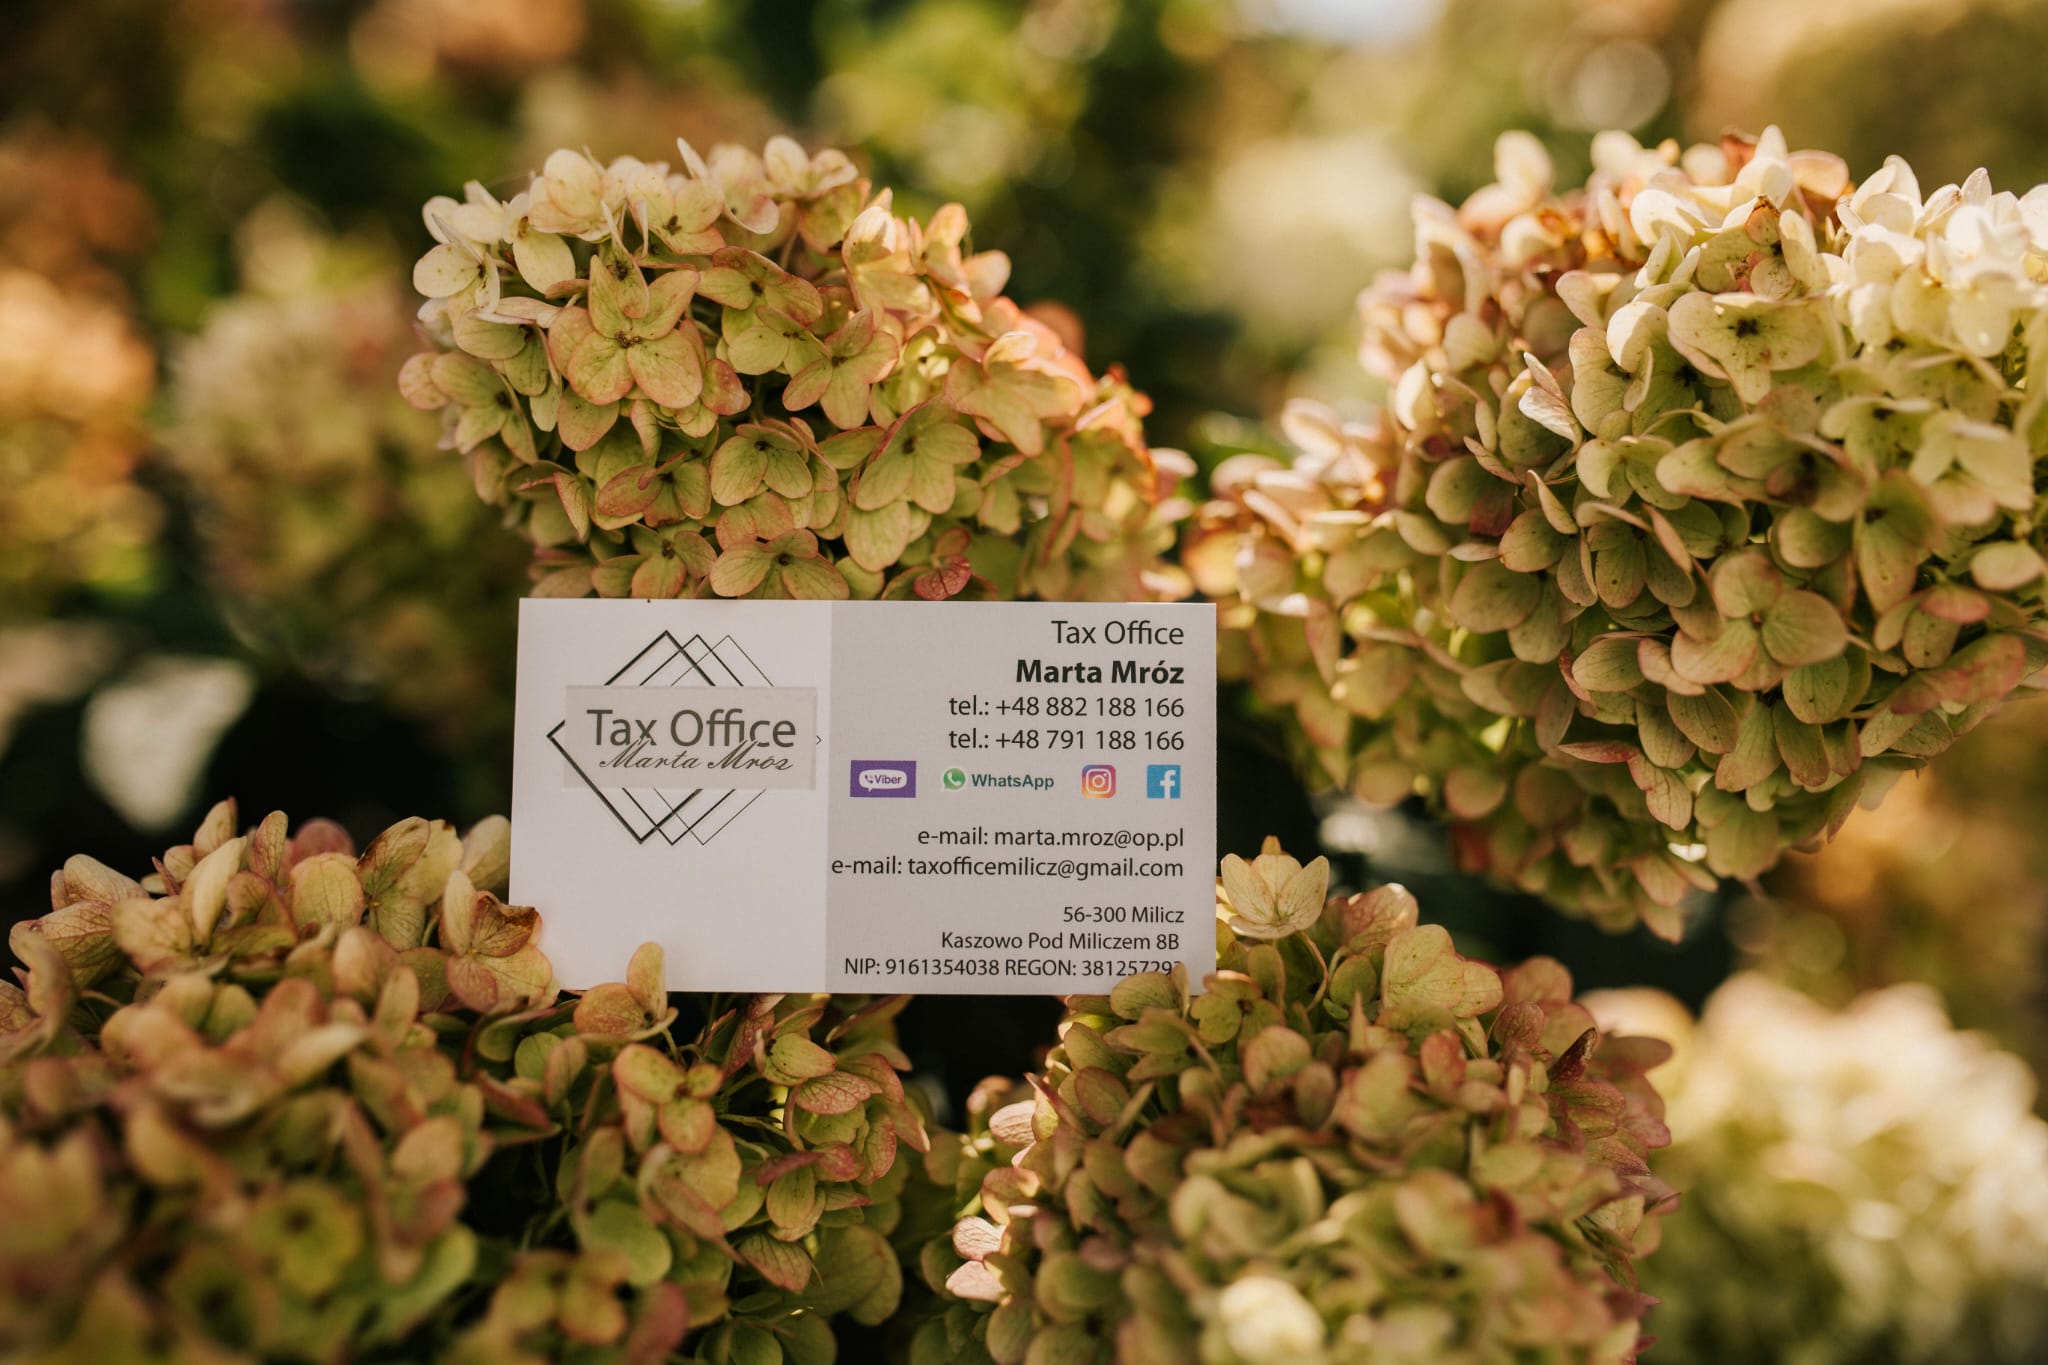 Tax Office
Marta Mróz
Tax Office
Marta Mróz
tel.: +48 882 188 166
tel.: +48 791 188 166
Viber WhatsApp
e-mail: marta.mroz@op.pl
e-mail: taxofficemilicz@gmail.com
56-300 Milicz
Kaszowo Pod Miliczem 8B
NIP: 9161354038 REGON: